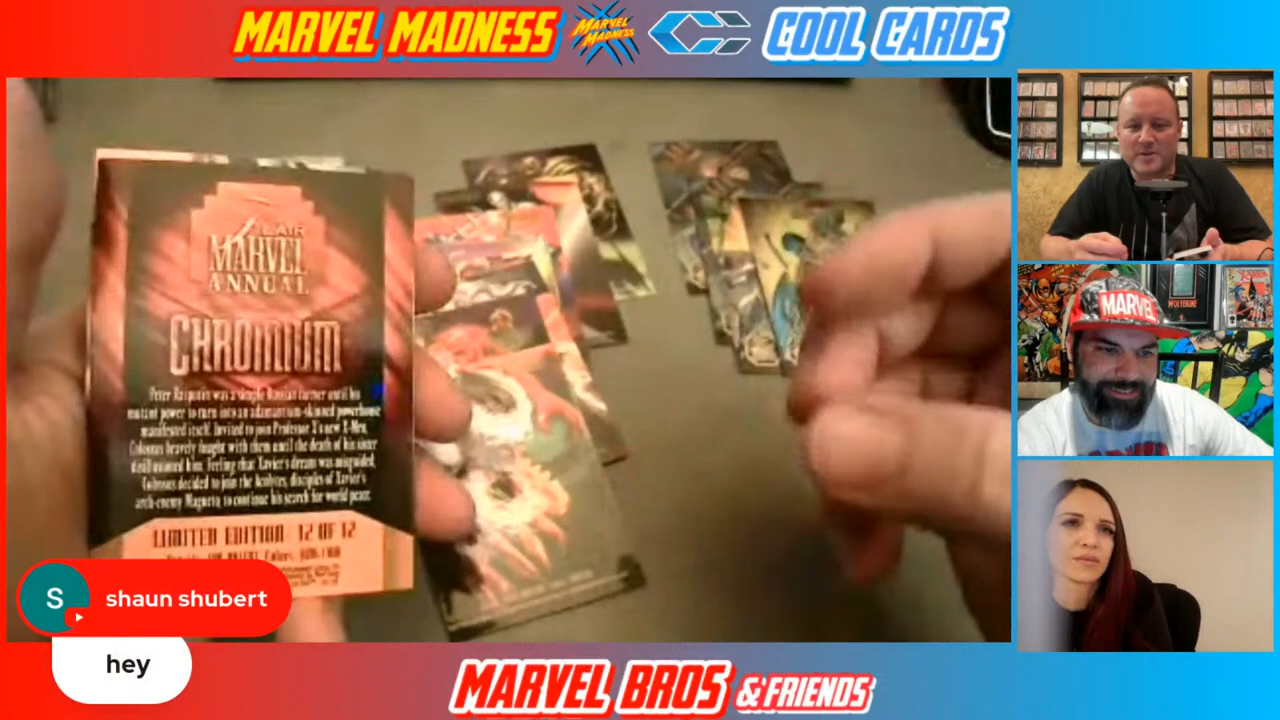 MARVEL MADNESS
MARVEL
MADNESS
COOL CARDS
FLAIR
MARVEL
ANNUAL
CHROMIUM
Peter Rasputin was a simple Russian farmer until his
mutant power to turn into an adamantium-skinned powerhouse
manifested itself. Invited to join Professor X's new X-Men,
Colossus bravely fought with them until the death of his sister
disillusioned him. Feeling that Xavier's dream was misguided,
Colossus decided to join the Acolytes, disciples of Xavier's
arch-enemy Magneto, to continue his search for world peace.
LIMITED EDITION 12 OF 12
MARVEL
WOLVERINE
S
shaun shubert
hey
MARVEL BROS & FRIENDS